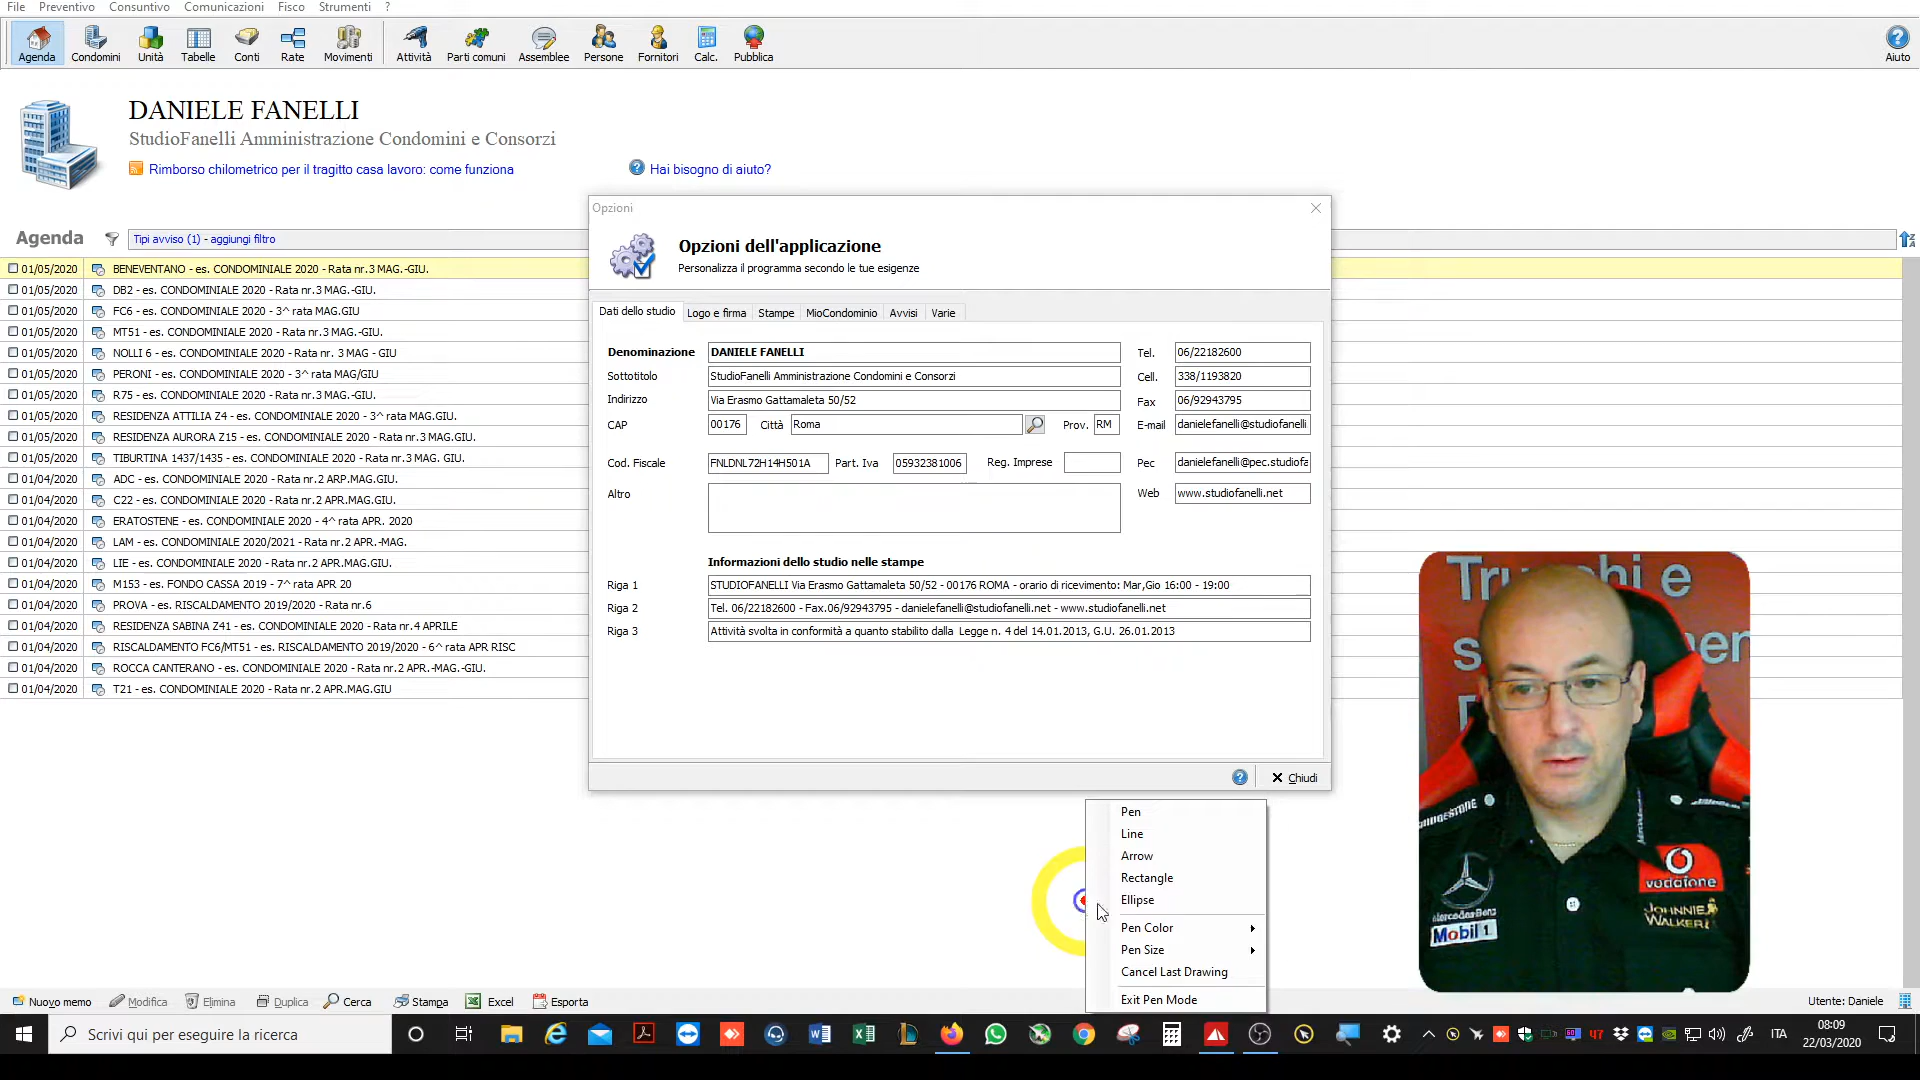 File Preventivo Consuntivo Comunicazioni Fisco Strumenti ?
Agenda Condomini Unità Tabelle Conti Rate Movimenti Attività Parti comuni Assemblee Persone Fornitori Calc. Pubblica Aiuto
DANIELE FANELLI
StudioFanelli Amministrazione Condomini e Consorzi
Rimborso chilometrico per il tragitto casa lavoro: come funziona Hai bisogno di aiuto?
Agenda Tipi avviso (1) - aggiungi filtro
01/05/2020 BENEVENTANO - es. CONDOMINIALE 2020 - Rata nr.3 MAG.-GIU.
01/05/2020 DB2 - es. CONDOMINIALE 2020 - Rata nr.3 MAG.-GIU.
01/05/2020 FC6 - es. CONDOMINIALE 2020 - 3^ rata MAG.GIU
01/05/2020 MT51 - es. CONDOMINIALE 2020 - Rata nr.3 MAG.-GIU.
01/05/2020 NOLLI 6 - es. CONDOMINIALE 2020 - Rata nr. 3 MAG - GIU
01/05/2020 PERONI - es. CONDOMINIALE 2020 - 3^ rata MAG/GIU
01/05/2020 R75 - es. CONDOMINIALE 2020 - Rata nr.3 MAG.-GIU.
01/05/2020 RESIDENZA ATTILIA Z4 - es. CONDOMINIALE 2020 - 3^ rata MAG.GIU.
01/05/2020 RESIDENZA AURORA Z15 - es. CONDOMINIALE 2020 - Rata nr.3 MAG.GIU.
01/05/2020 TIBURTINA 1437/1435 - es. CONDOMINIALE 2020 - Rata nr.3 MAG. GIU.
01/04/2020 ADC - es. CONDOMINIALE 2020 - Rata nr.2 ARP.MAG.GIU.
01/04/2020 C22 - es. CONDOMINIALE 2020 - Rata nr.2 APR.MAG.GIU.
01/04/2020 ERATOSTENE - es. CONDOMINIALE 2020 - 4^ rata APR. 2020
01/04/2020 LAM - es. CONDOMINIALE 2020/2021 - Rata nr.2 APR.-MAG.
01/04/2020 LIE - es. CONDOMINIALE 2020 - Rata nr.2 APR.MAG.GIU.
01/04/2020 M153 - es. FONDO CASSA 2019 - 7^ rata APR 20
01/04/2020 PROVA - es. RISCALDAMENTO 2019/2020 - Rata nr.6
01/04/2020 RESIDENZA SABINA Z41 - es. CONDOMINIALE 2020 - Rata nr.4 APRILE
01/04/2020 RISCALDAMENTO FC6/MT51 - es. RISCALDAMENTO 2019/2020 - 6^ rata APR RISC
01/04/2020 ROCCA CANTERANO - es. CONDOMINIALE 2020 - Rata nr.2 APR.-MAG.-GIU.
01/04/2020 T21 - es. CONDOMINIALE 2020 - Rata nr.2 APR.MAG.GIU
Opzioni
Opzioni dell'applicazione
Personalizza il programma secondo le tue esigenze
Dati dello studio Logo e firma Stampe MioCondominio Avvisi Varie
Denominazione DANIELE FANELLI Tel. 06/22182600
Sottotitolo StudioFanelli Amministrazione Condomini e Consorzi Cell. 338/1193820
Indirizzo Via Erasmo Gattamaleta 50/52 Fax 06/92943795
CAP 00176 Città Roma Prov. RM E-mail danielefanelli@studiofanelli
Cod. Fiscale FNLDNL72H14H501A Part. Iva 05932381006 Reg. Imprese Pec danielefanelli@pec.studiofa
Altro Web www.studiofanelli.net
Informazioni dello studio nelle stampe
Riga 1 STUDIOFANELLI Via Erasmo Gattamaleta 50/52 - 00176 ROMA - orario di ricevimento: Mar,Gio 16:00 - 19:00
Riga 2 Tel. 06/22182600 - Fax.06/92943795 - danielefanelli@studiofanelli.net - www.studiofanelli.net
Riga 3 Attività svolta in conformità a quanto stabilito dalla Legge n. 4 del 14.01.2013, G.U. 26.01.2013
Chiudi
Pen
Line
Arrow
Rectangle
Ellipse
Pen Color
Pen Size
Cancel Last Drawing
Exit Pen Mode
e
vodafone
JOHNNIE
WALKER
Mercedes-Benz
Mobil 1
Nuovo memo Modifica Elimina Duplica Cerca Stampa Excel Esporta Utente: Daniele
Scrivi qui per eseguire la ricerca ITA 08:09
22/03/2020